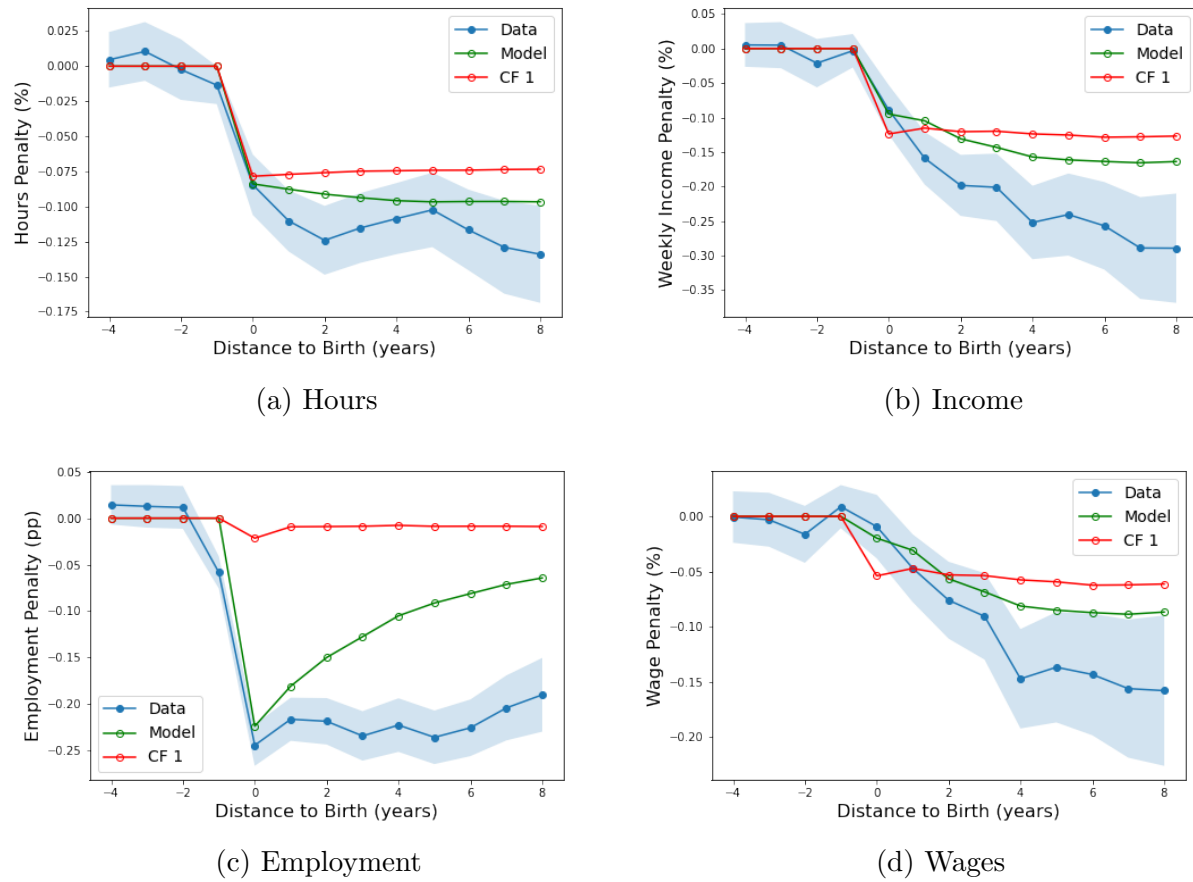 Hours Penalty (%)
0.025
0.000
−0.025
−0.050
−0.075
−0.100
−0.125
−0.150
−0.175
Data
Model
CF 1
−4 −2 0 2 4 6 8
Distance to Birth (years)
(a) Hours
Weekly Income Penalty (%)
0.05
0.00
−0.05
−0.10
−0.15
−0.20
−0.25
−0.30
−0.35
Data
Model
CF 1
−4 −2 0 2 4 6 8
Distance to Birth (years)
(b) Income
Employment Penalty (pp)
0.05
0.00
−0.05
−0.10
−0.15
−0.20
−0.25
Data
Model
CF 1
−4 −2 0 2 4 6 8
Distance to Birth (years)
(c) Employment
Wage Penalty (%)
0.00
−0.05
−0.10
−0.15
−0.20
Data
Model
CF 1
−4 −2 0 2 4 6 8
Distance to Birth (years)
(d) Wages